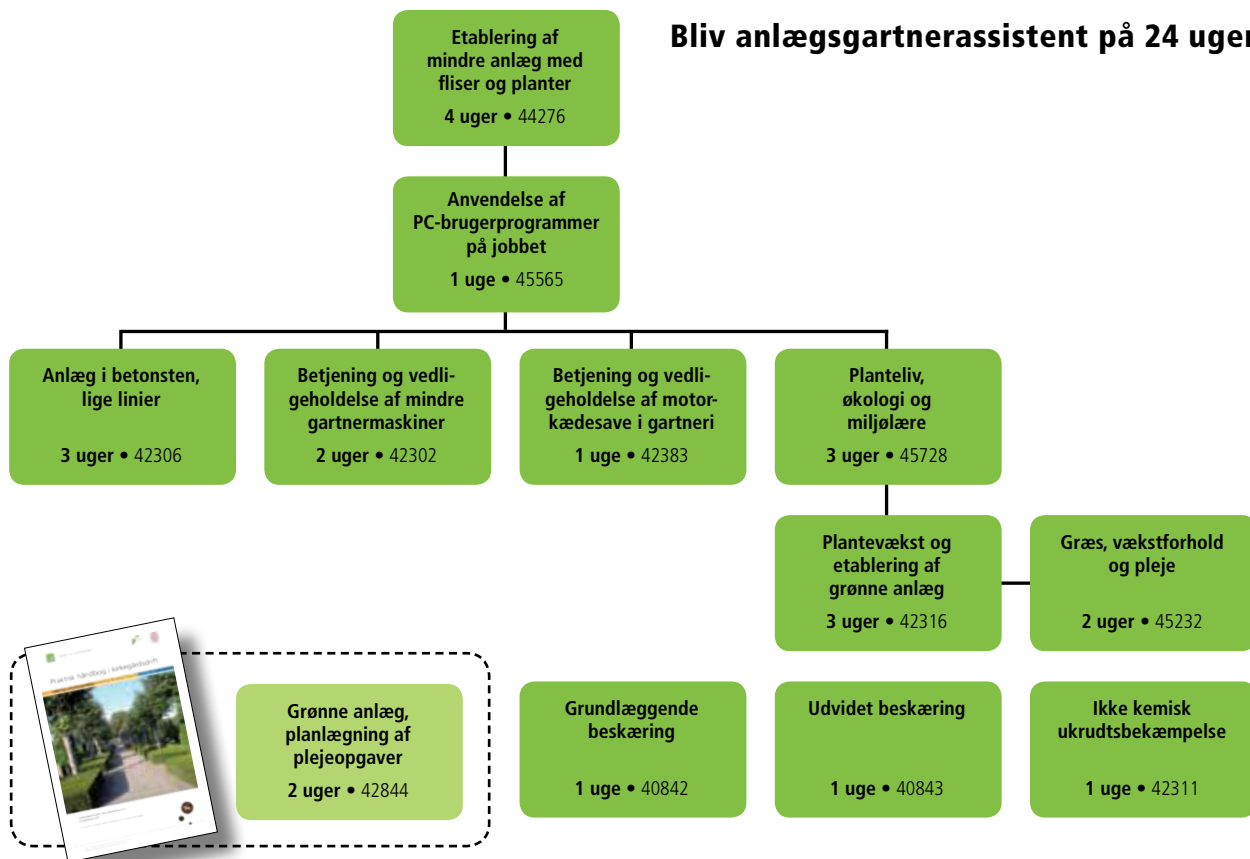 Bliv anlægsgartnerassistent på 24 uger
Etablering af
mindre anlæg med
fliser og planter
4 uger • 44276
Anvendelse af
PC-brugerprogrammer
på jobbet
1 uge • 45565
Anlæg i betonsten,
lige linier
3 uger • 42306
Betjening og vedli-
geholdelse af mindre
gartnermaskiner
2 uger • 42302
Betjening og vedli-
geholdelse af motor-
kædesave i gartneri
1 uge • 42383
Planteliv,
økologi og
miljølære
3 uger • 45728
Plantevækst og
etablering af
grønne anlæg
3 uger • 42316
Græs, vækstforhold
og pleje
2 uger • 45232
Praktisk håndbog i kirkegårdsdrift
Grønne anlæg,
planlægning af
plejeopgaver
2 uger • 42844
Grundlæggende
beskæring
1 uge • 40842
Udvidet beskæring
1 uge • 40843
Ikke kemisk
ukrudtsbekæmpelse
1 uge • 42311